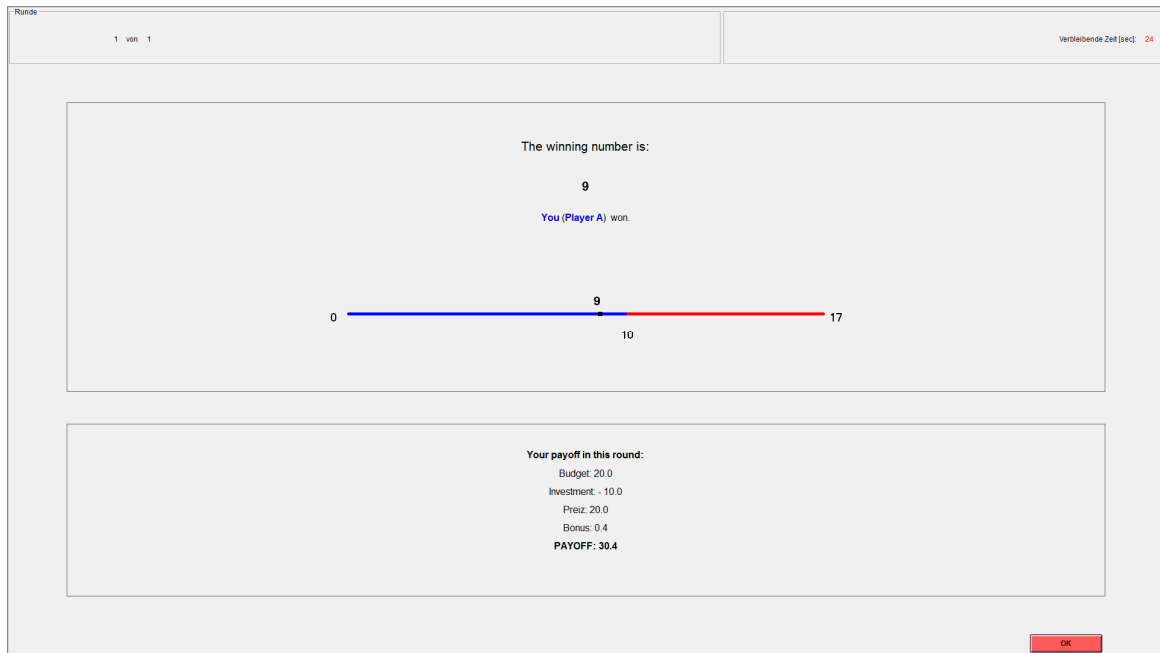 Runde
1 von 1
Verbleibende Zeit [sec]: 24
The winning number is:
9
You (Player A) won.
9
0
17
10
Your payoff in this round:
Budget: 20.0
Investment: - 10.0
Preiz: 20.0
Bonus: 0.4
PAYOFF: 30.4
OK